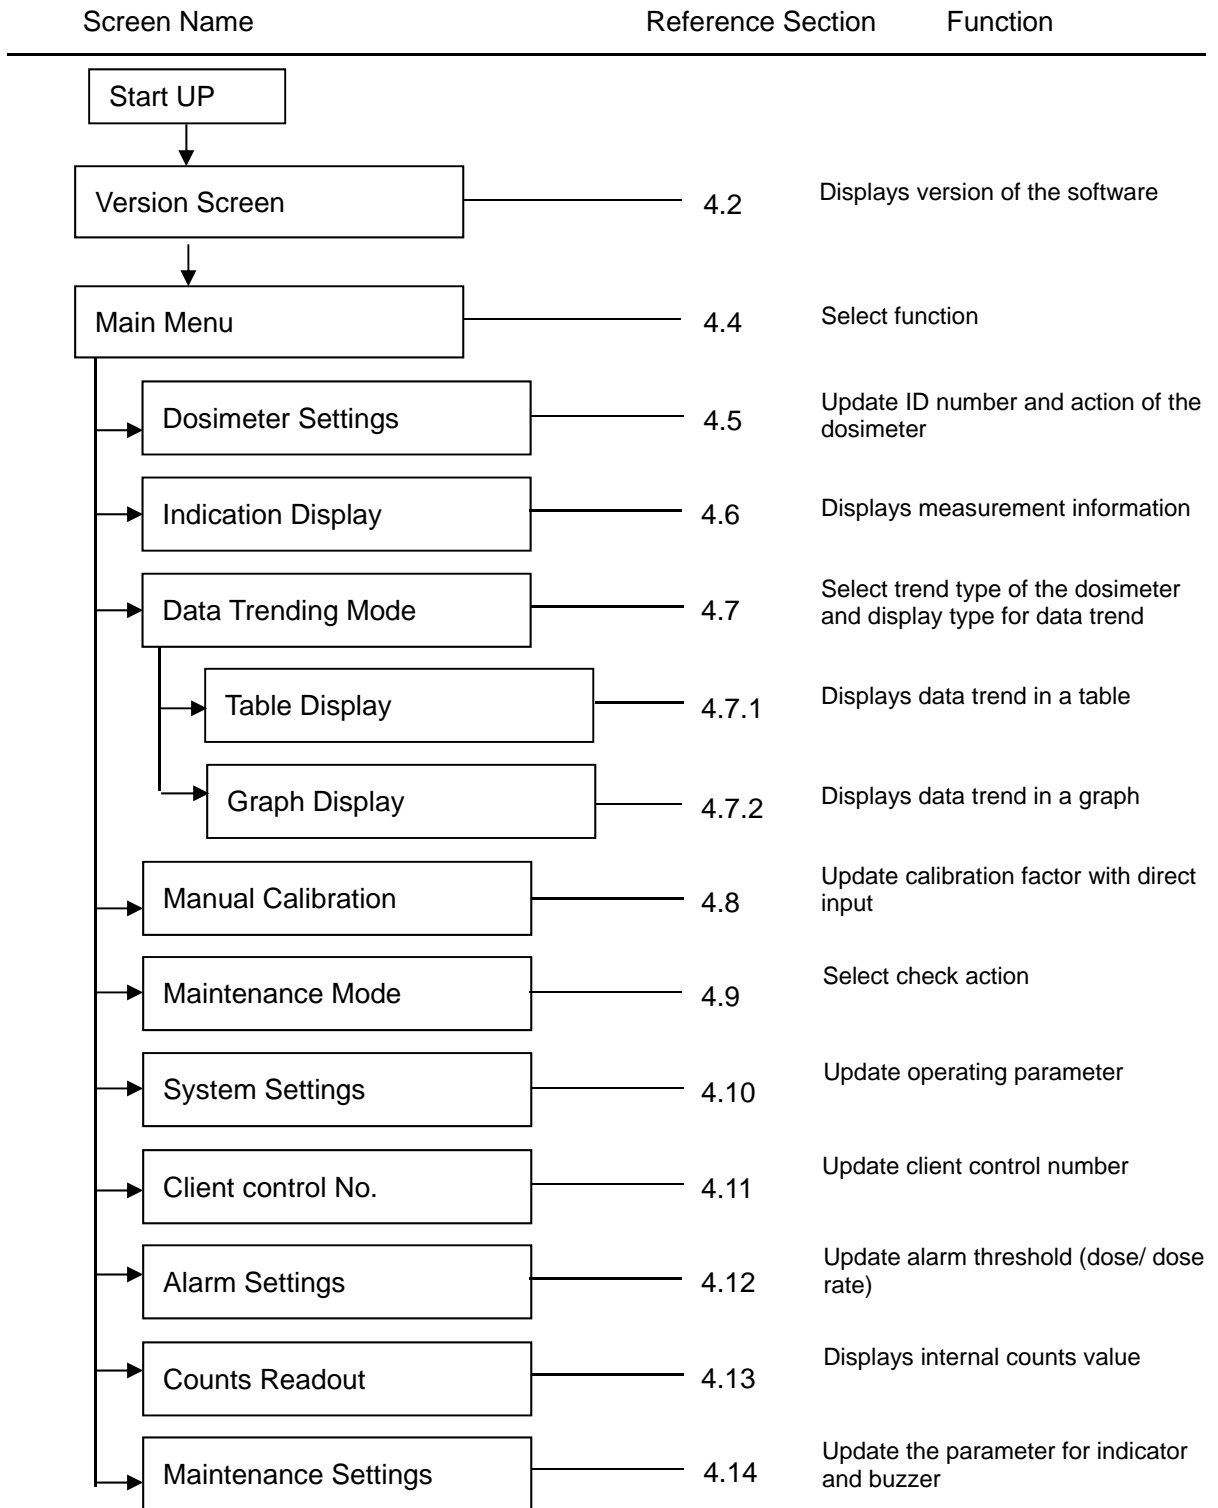 Screen Name Reference Section Function
Start UP
Version Screen 4.2 Displays version of the software
Main Menu 4.4 Select function
Dosimeter Settings 4.5 Update ID number and action of the
dosimeter
Indication Display 4.6 Displays measurement information
Data Trending Mode 4.7 Select trend type of the dosimeter
and display type for data trend
Table Display 4.7.1 Displays data trend in a table
Graph Display 4.7.2 Displays data trend in a graph
Manual Calibration 4.8 Update calibration factor with direct
input
Maintenance Mode 4.9 Select check action
System Settings 4.10 Update operating parameter
Client control No. 4.11 Update client control number
Alarm Settings 4.12 Update alarm threshold (dose/ dose
rate)
Counts Readout 4.13 Displays internal counts value
Maintenance Settings 4.14 Update the parameter for indicator
and buzzer